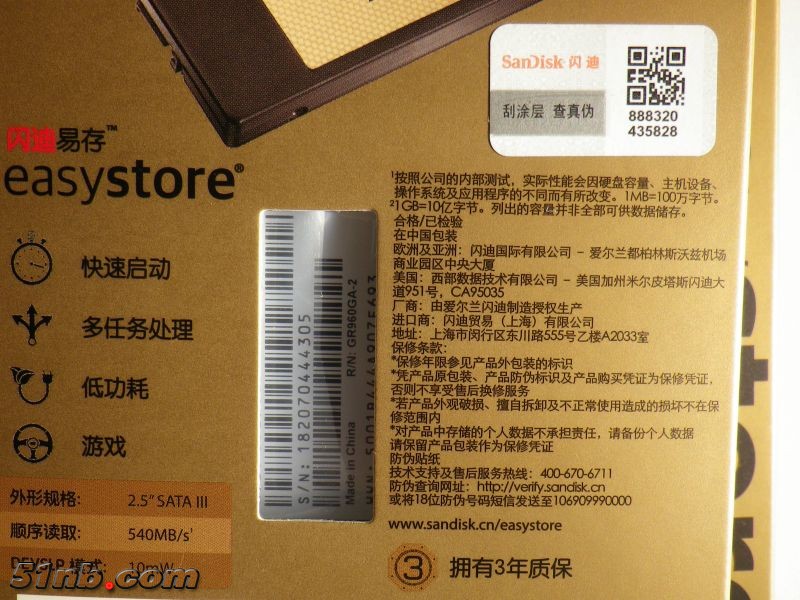 SanDisk 闪迪
刮涂层 查真伪
888320
435828
闪迪易存™
easystore®
快速启动
多任务处理
低功耗
游戏
外形规格: 2.5" SATA III
顺序读取: 540MB/s¹
DEVSLP 模式: 10mW
S/N: 182070444305
R/N: GR960GA-2
Made in China
¹按照公司的内部测试，实际性能会因硬盘容量、主机设备、
操作系统及应用程序的不同而有所改变。1MB=100万字节。
²1GB=10亿字节。列出的容量并非全部可供数据储存。
合格/已检验
在中国包装
欧洲及亚洲：闪迪国际有限公司 - 爱尔兰都柏林斯沃兹机场
商业园区中央大厦
美国：西部数据技术有限公司 - 美国加州米尔皮塔斯闪迪大
道951号，CA95035
厂商：由爱尔兰闪迪制造授权生产
进口商：闪迪贸易（上海）有限公司
地址：上海市闵行区东川路555号乙楼A2033室
保修条款：
*保修年限参见产品外包装的标识
*凭产品原包装、产品防伪标识及产品购买凭证为保修凭证，
否则不享受售后换修服务
*若产品外观破损、擅自拆卸及不正常使用造成的损坏不在保
修范围内
*对产品中存储的个人数据不承担责任，请备份个人数据
请保留产品包装作为保修凭证
防伪贴纸
技术支持及售后服务热线：400-670-6711
防伪查询网址：http://verify.sandisk.cn
或将18位防伪号码短信发送至106909990000
www.sandisk.cn/easystore
3 拥有3年质保
51nb.com